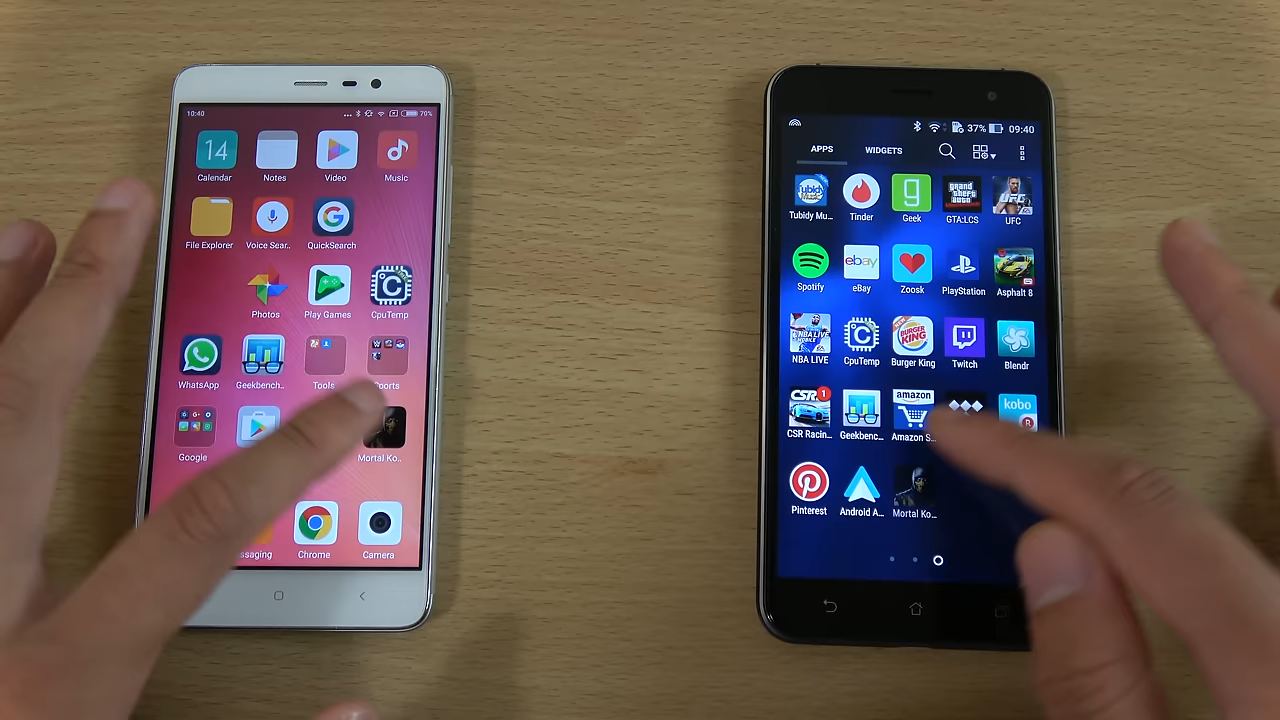 10:40
70%
14
Calendar
Notes
Video
Music
File Explorer
Voice Sear..
QuickSearch
Photos
Play Games
CpuTemp
WhatsApp
Geekbench..
Tools
Sports
Google
Mortal Ko..
ssaging
Chrome
Camera
37%
09:40
APPS
WIDGETS
Tubidy Mu...
Tinder
Geek
GTA:LCS
UFC
Spotify
eBay
Zoosk
PlayStation
Asphalt 8
NBA LIVE
CpuTemp
Burger King
Twitch
Blendr
CSR Racin...
Geekbenc...
Amazon S...
kobo
Pinterest
Android A...
Mortal Ko...